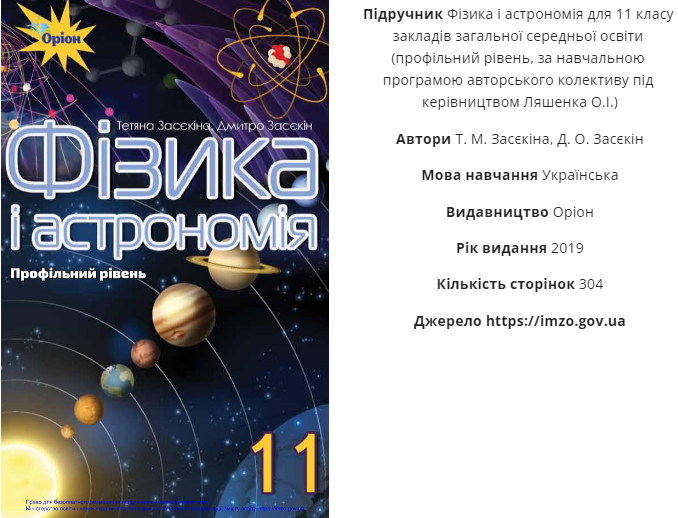 Оріон
Тетяна Засєкіна, Дмитро Засєкін
Фізика
і астрономія
Профільний рівень
11
Підручник Фізика і астрономія для 11 класу
закладів загальної середньої освіти
(профільний рівень, за навчальною
програмою авторського колективу під
керівництвом Ляшенка О.І.)
Автори Т. М. Засєкіна, Д. О. Засєкін
Мова навчання Українська
Видавництво Оріон
Рік видання 2019
Кількість сторінок 304
Джерело https://imzo.gov.ua